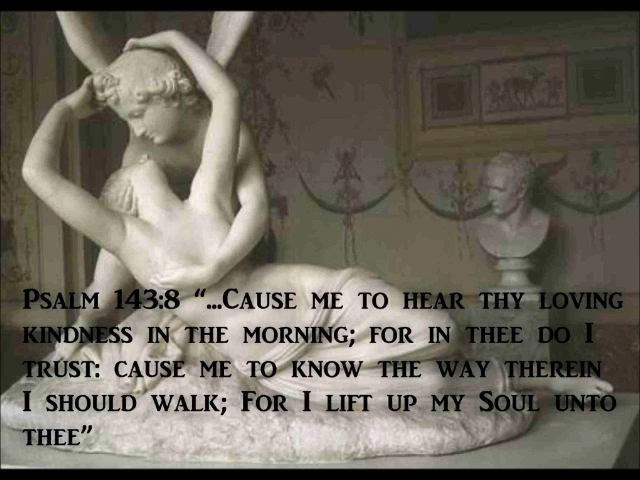 Psalm 143:8 "...Cause me to hear thy loving
kindness in the morning; for in thee do I
trust: cause me to know the way therein
I should walk; For I lift up my Soul unto
thee"